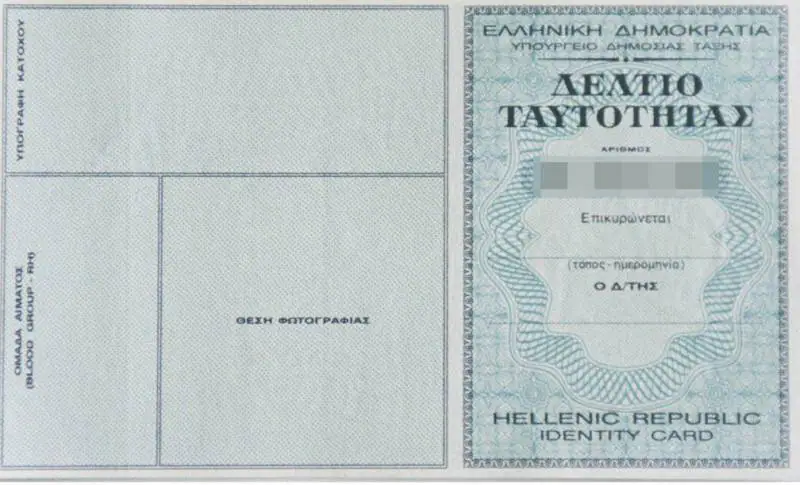 ΥΠΟΓΡΑΦΗ ΚΑΤΟΧΟΥ
ΟΜΑΔΑ ΑΙΜΑΤΟΣ
(BLOOD GROUP - RH)
ΘΕΣΗ ΦΩΤΟΓΡΑΦΙΑΣ
ΕΛΛΗΝΙΚΗ ΔΗΜΟΚΡΑΤΙΑ
ΥΠΟΥΡΓΕΙΟ ΔΗΜΟΣΙΑΣ ΤΑΞΗΣ
ΔΕΛΤΙΟ
ΤΑΥΤΟΤΗΤΑΣ
ΑΡΙΘΜΟΣ
Επικυρώνεται
(τόπος - ημερομηνία)
Ο Δ/ΤΗΣ
HELLENIC REPUBLIC
IDENTITY CARD